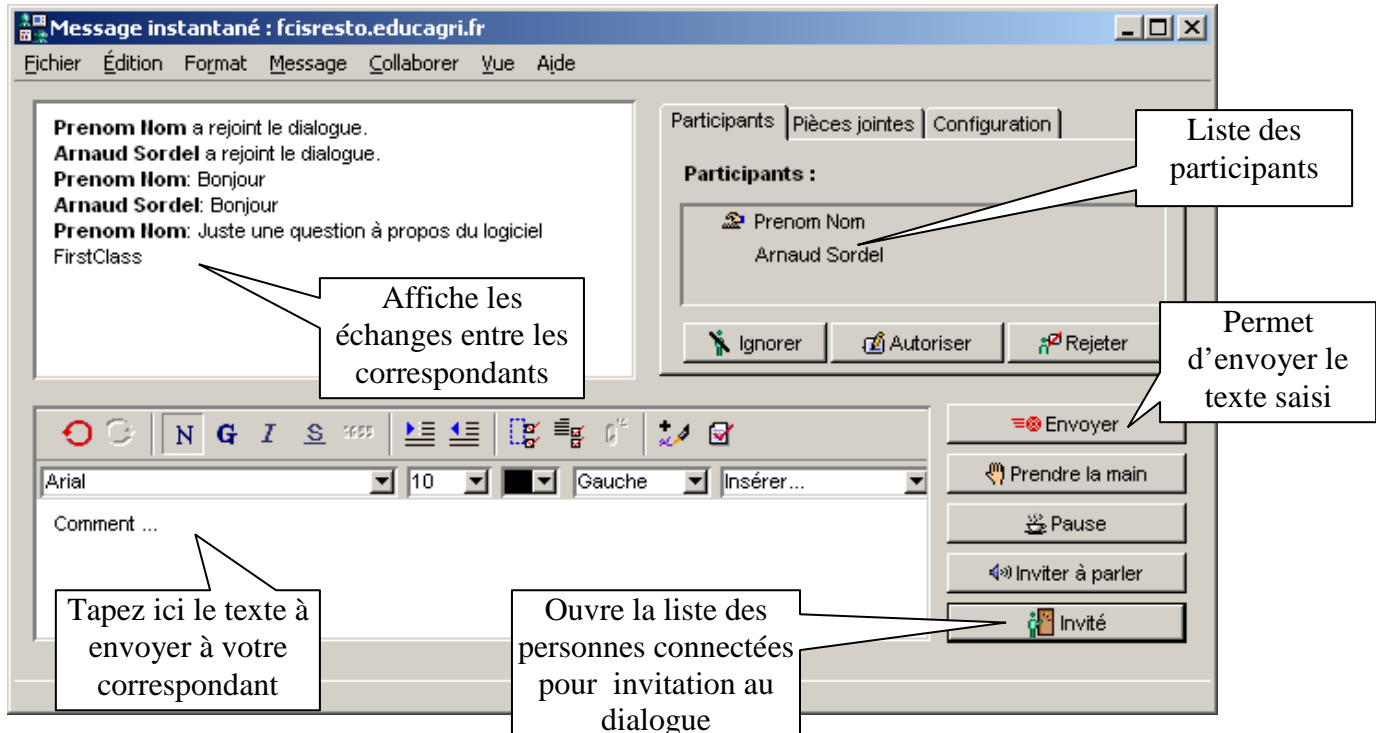 Message instantané : fcisresto.educagri.fr
Fichier Édition Format Message Collaborer Vue Aide
Prenom Nom a rejoint le dialogue.
Arnaud Sordel a rejoint le dialogue.
Prenom Nom: Bonjour
Arnaud Sordel: Bonjour
Prenom Nom: Juste une question à propos du logiciel
FirstClass
Affiche les
échanges entre les
correspondants
Participants Pièces jointes Configuration
Participants :
Prenom Nom
Arnaud Sordel
Liste des
participants
Ignorer Autoriser Rejeter
Permet
d'envoyer le
texte saisi
N G I S
Arial 10 Gauche Insérer...
Comment ...
Tapez ici le texte à
envoyer à votre
correspondant
Envoyer
Prendre la main
Pause
Inviter à parler
Invité
Ouvre la liste des
personnes connectées
pour invitation au
dialogue